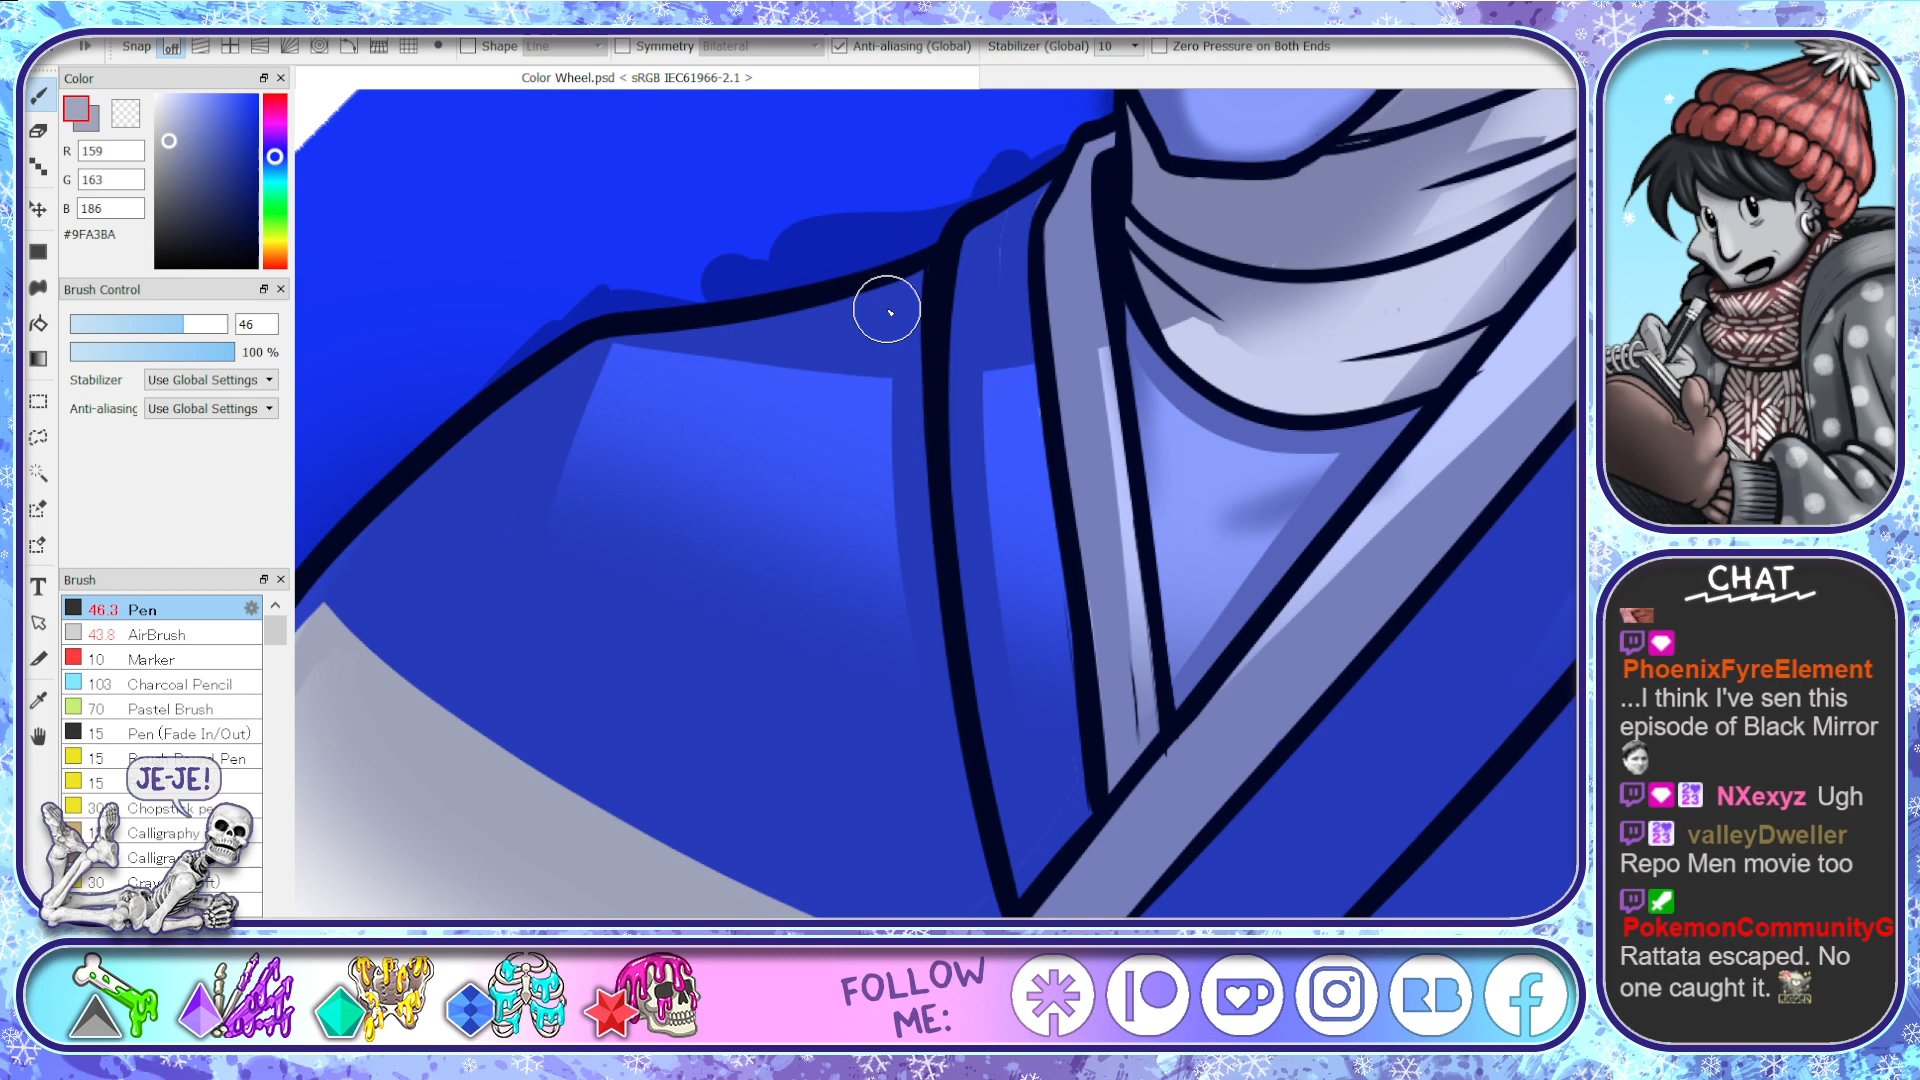 Snap off Shape Line Symmetry Bilateral Anti-aliasing (Global) Stabilizer (Global) 10 Zero Pressure on Both Ends
Color
Color Wheel.psd < sRGB IEC61966-2.1 >
R 159
G 163
B 186
#9FA3BA
Brush Control
46
100 %
Stabilizer Use Global Settings
Anti-aliasing Use Global Settings
Brush
46.3 Pen
43.8 AirBrush
10 Marker
103 Charcoal Pencil
70 Pastel Brush
15 Pen (Fade In/Out)
15 Pen
15
30 Chopstick
Calligraphy
30
JE-JE!
T
FOLLOW
ME:
RB
CHAT
PhoenixFyreElement
...I think I've sen this
episode of Black Mirror
NXexyz Ugh
valleyDweller
Repo Men movie too
PokemonCommunityG
Rattata escaped. No
one caught it.